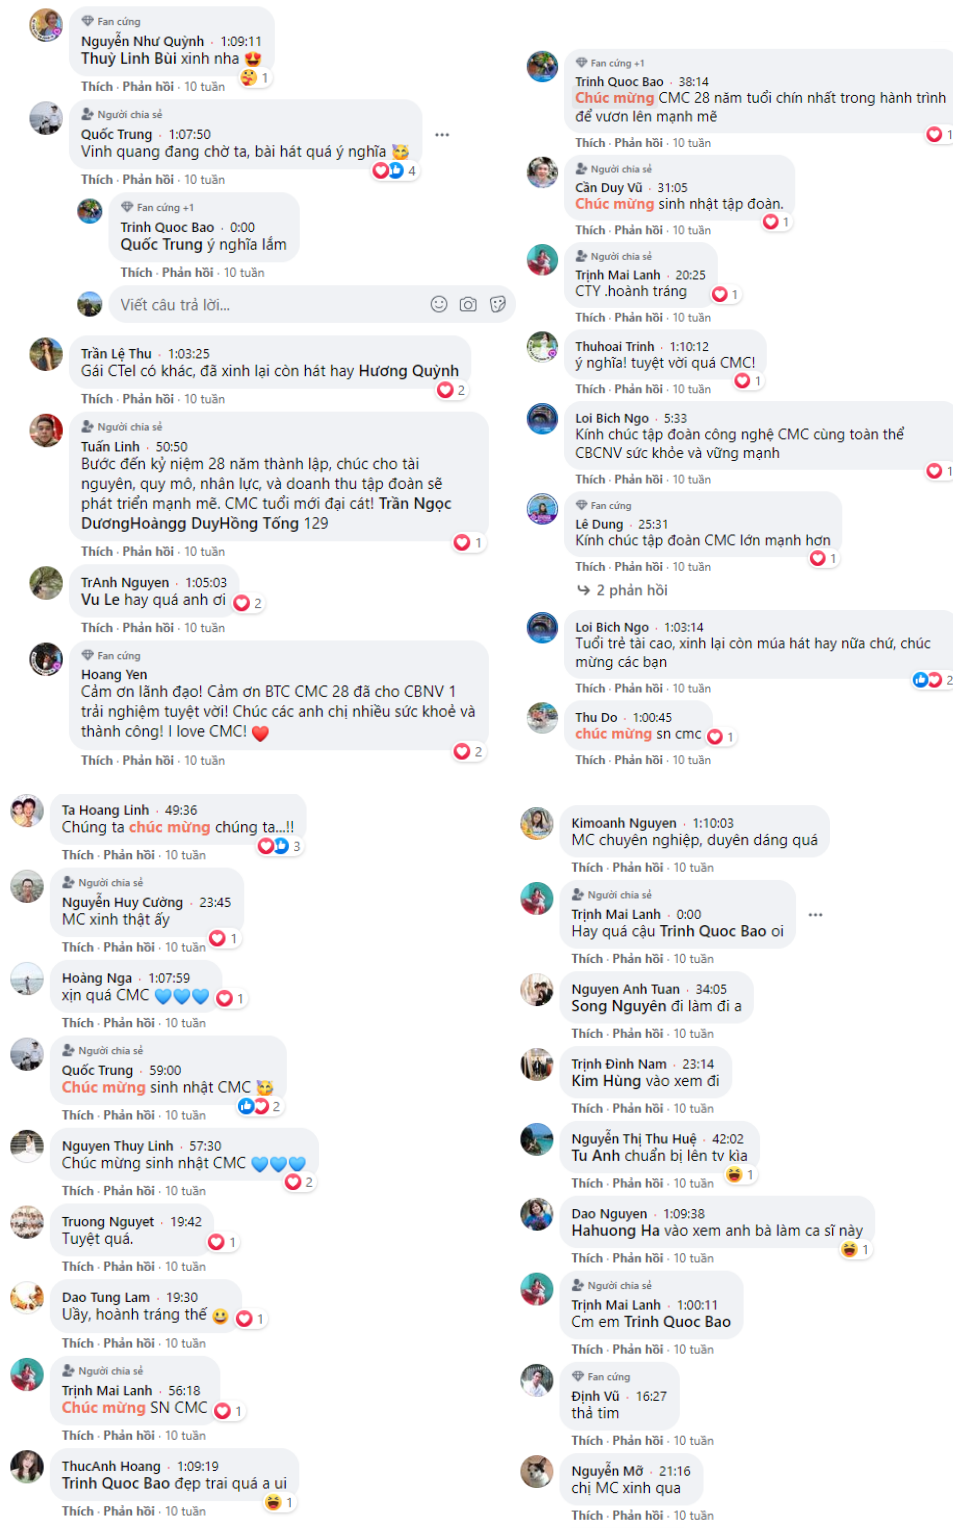 Fan cứng
Nguyễn Như Quỳnh · 1:09:11
Thuỳ Linh Bùi xinh nha 😍
1
Thích · Phản hồi · 10 tuần
Người chia sẻ
Quốc Trung · 1:07:50
Vinh quang đang chờ ta, bài hát quá ý nghĩa 🥳
4
Thích · Phản hồi · 10 tuần
Fan cứng +1
Trinh Quoc Bao · 0:00
Quốc Trung ý nghĩa lắm
Thích · Phản hồi · 10 tuần
Viết câu trả lời...
Trần Lệ Thu · 1:03:25
Gái CTel có khác, đã xinh lại còn hát hay Hương Quỳnh
2
Thích · Phản hồi · 10 tuần
Người chia sẻ
Tuấn Linh · 50:50
Bước đến kỷ niệm 28 năm thành lập, chúc cho tài
nguyên, quy mô, nhân lực, và doanh thu tập đoàn sẽ
phát triển mạnh mẽ. CMC tuổi mới đại cát! Trần Ngọc
DươngHoàngg DuyHồng Tống 129
1
Thích · Phản hồi · 10 tuần
TrAnh Nguyen · 1:05:03
Vu Le hay quá anh ơi
2
Thích · Phản hồi · 10 tuần
Fan cứng
Hoang Yen
Cảm ơn lãnh đạo! Cảm ơn BTC CMC 28 đã cho CBNV 1
trải nghiệm tuyệt vời! Chúc các anh chị nhiều sức khoẻ và
thành công! I love CMC! ❤️
2
Thích · Phản hồi · 10 tuần
Fan cứng +1
Trinh Quoc Bao · 38:14
Chúc mừng CMC 28 năm tuổi chín nhất trong hành trình
để vươn lên mạnh mẽ
1
Thích · Phản hồi · 10 tuần
Người chia sẻ
Cấn Duy Vũ · 31:05
Chúc mừng sinh nhật tập đoàn.
1
Thích · Phản hồi · 10 tuần
Người chia sẻ
Trịnh Mai Lanh · 20:25
CTY .hoành tráng
1
Thích · Phản hồi · 10 tuần
Thuhoai Trinh · 1:10:12
ý nghĩa! tuyệt vời quá CMC!
1
Thích · Phản hồi · 10 tuần
Loi Bich Ngo · 5:33
Kính chúc tập đoàn công nghệ CMC cùng toàn thể
CBCNV sức khỏe và vững mạnh
1
Thích · Phản hồi · 10 tuần
Fan cứng
Lê Dung · 25:31
Kính chúc tập đoàn CMC lớn mạnh hơn
1
Thích · Phản hồi · 10 tuần
2 phản hồi
Loi Bich Ngo · 1:03:14
Tuổi trẻ tài cao, xinh lại còn múa hát hay nữa chứ, chúc
mừng các bạn
2
Thích · Phản hồi · 10 tuần
Thu Do · 1:00:45
chúc mừng sn cmc
1
Thích · Phản hồi · 10 tuần
Ta Hoang Linh · 49:36
Chúng ta chúc mừng chúng ta...!!
3
Thích · Phản hồi · 10 tuần
Người chia sẻ
Nguyễn Huy Cường · 23:45
MC xinh thật ấy
1
Thích · Phản hồi · 10 tuần
Hoàng Nga · 1:07:59
xịn quá CMC 💙💙💙
1
Thích · Phản hồi · 10 tuần
Người chia sẻ
Quốc Trung · 59:00
Chúc mừng sinh nhật CMC 🥳
2
Thích · Phản hồi · 10 tuần
Nguyen Thuy Linh · 57:30
Chúc mừng sinh nhật CMC 💙💙💙
2
Thích · Phản hồi · 10 tuần
Truong Nguyet · 19:42
Tuyệt quá.
1
Thích · Phản hồi · 10 tuần
Dao Tung Lam · 19:30
Uầy, hoành tráng thế 😃
1
Thích · Phản hồi · 10 tuần
Người chia sẻ
Trịnh Mai Lanh · 56:18
Chúc mừng SN CMC
1
Thích · Phản hồi · 10 tuần
ThucAnh Hoang · 1:09:19
Trinh Quoc Bao đẹp trai quá a ui
1
Thích · Phản hồi · 10 tuần
Kimoanh Nguyen · 1:10:03
MC chuyên nghiệp, duyên dáng quá
Thích · Phản hồi · 10 tuần
Người chia sẻ
Trịnh Mai Lanh · 0:00
Hay quá cậu Trinh Quoc Bao oi
Thích · Phản hồi · 10 tuần
Nguyen Anh Tuan · 34:05
Song Nguyên đi làm đi a
Thích · Phản hồi · 10 tuần
Trịnh Đình Nam · 23:14
Kim Hùng vào xem đi
Thích · Phản hồi · 10 tuần
Nguyễn Thị Thu Huệ · 42:02
Tu Anh chuẩn bị lên tv kìa
1
Thích · Phản hồi · 10 tuần
Dao Nguyen · 1:09:38
Hahuong Ha vào xem anh bà làm ca sĩ này
1
Thích · Phản hồi · 10 tuần
Người chia sẻ
Trịnh Mai Lanh · 1:00:11
Cm em Trinh Quoc Bao
Thích · Phản hồi · 10 tuần
Fan cứng
Định Vũ · 16:27
thả tim
Thích · Phản hồi · 10 tuần
Nguyễn Mỡ · 21:16
chị MC xinh qua
Thích · Phản hồi · 10 tuần